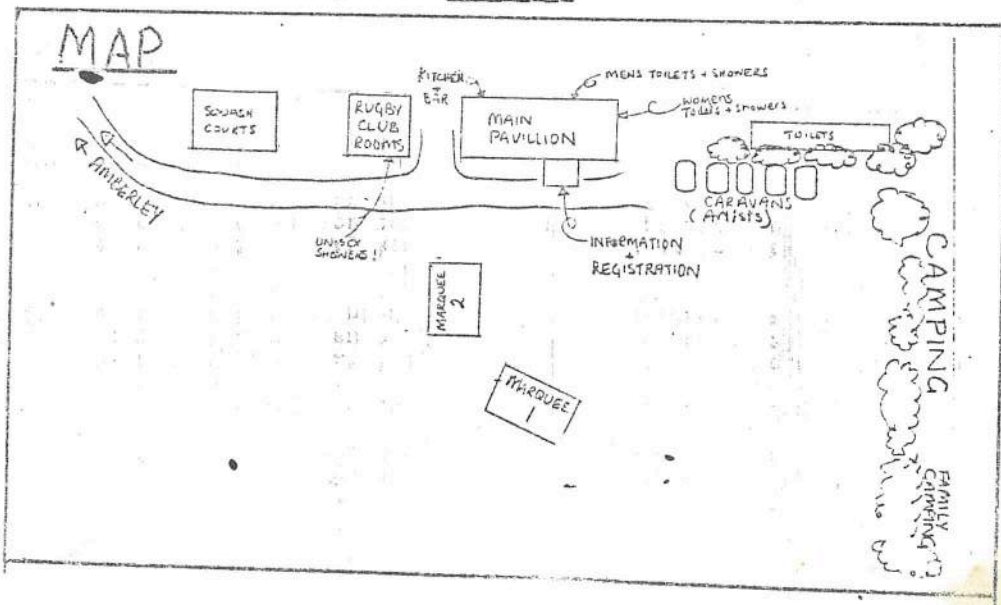 MAP
SQUASH
COURTS
RUGBY
CLUB
ROOMS
KITCHEN
+
BAR
MAIN
PAVILLION
MENS TOILETS + SHOWERS
WOMENS
TOILETS + SHOWERS
TOILETS
AMBERLEY
UNISEX
SHOWERS!
INFORMATION
+
REGISTRATION
CARAVANS
(ARTISTS)
MARQUEE
2
MARQUEE
1
CAMPING
FAMILY
CAMPING